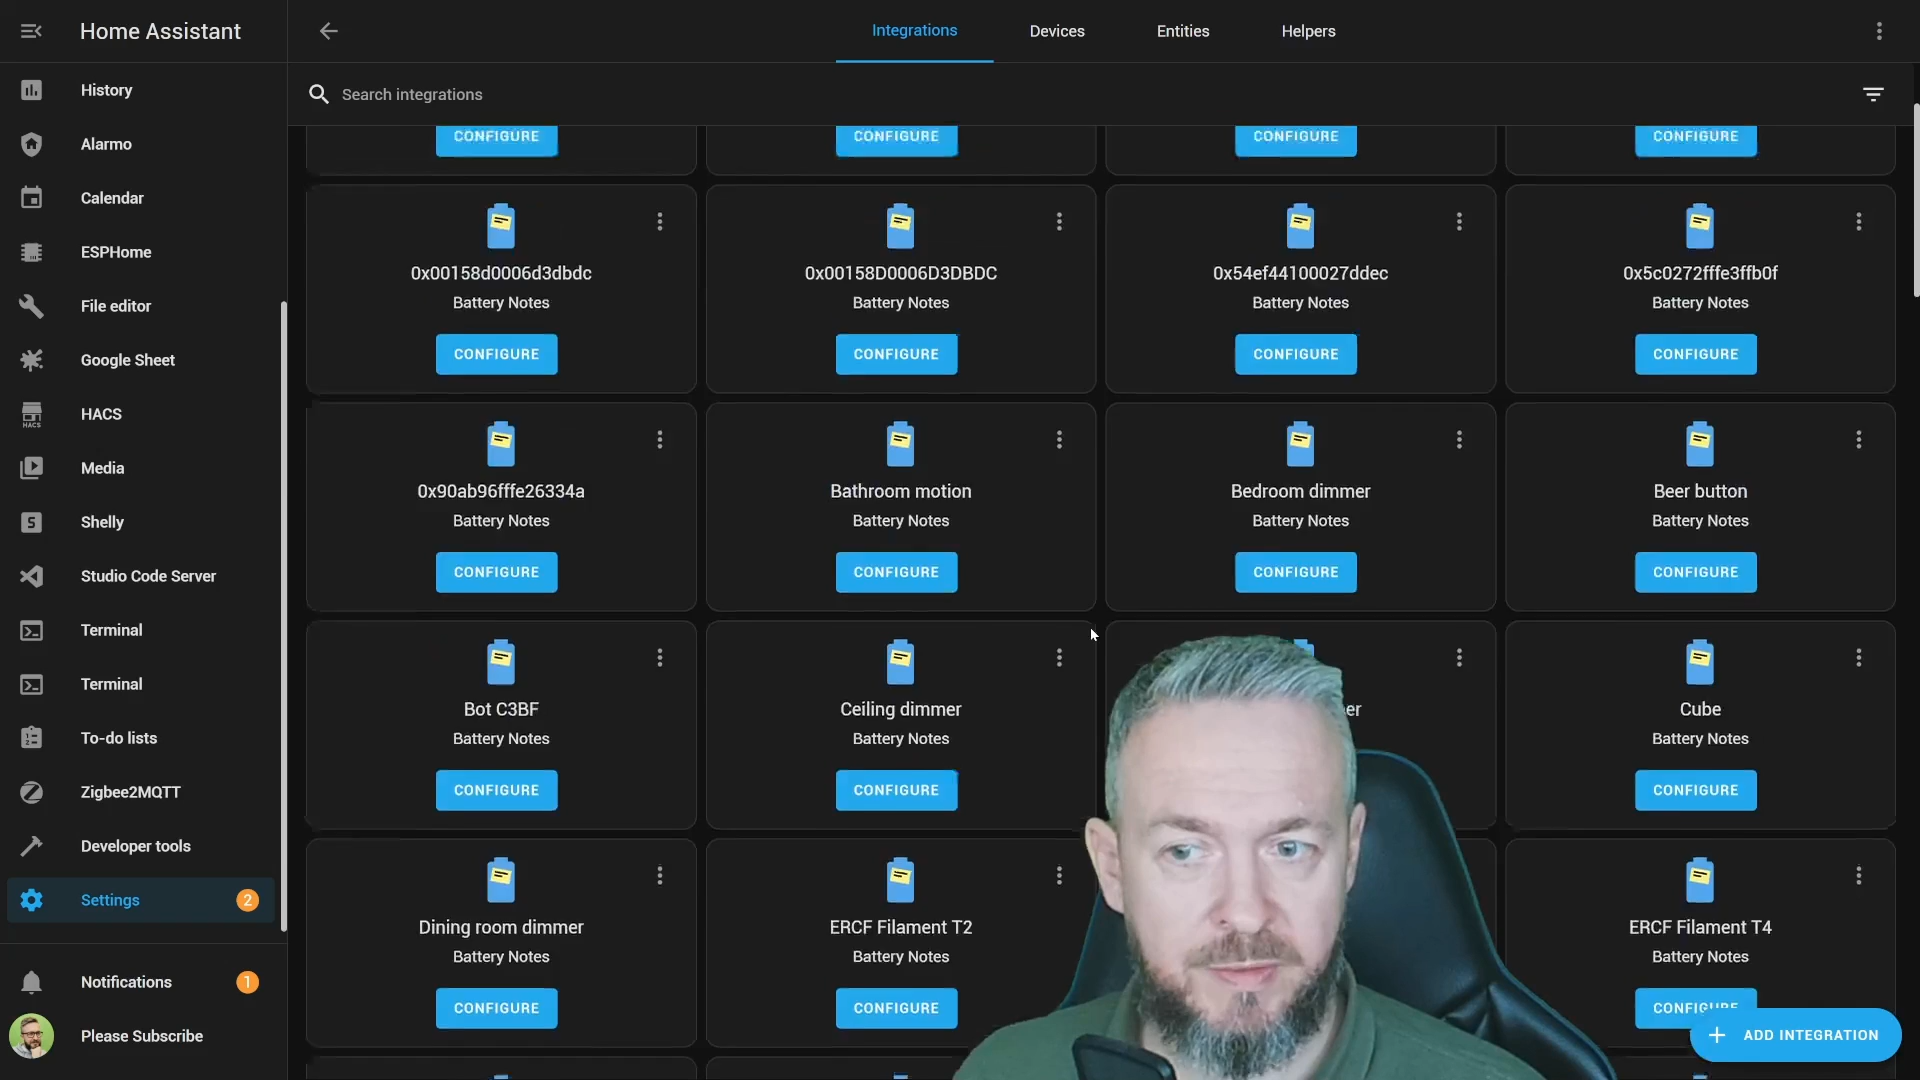 Home Assistant
Integrations
Devices
Entities
Helpers
Search integrations
History
Alarmo
Calendar
ESPHome
File editor
Google Sheet
HACS
HACS
Media
Shelly
Studio Code Server
Terminal
Terminal
To-do lists
Zigbee2MQTT
Developer tools
Settings
2
Notifications
1
Please Subscribe
CONFIGURE
CONFIGURE
CONFIGURE
CONFIGURE
0x00158d0006d3dbdc
Battery Notes
CONFIGURE
0x00158D0006D3DBDC
Battery Notes
CONFIGURE
0x54ef44100027ddec
Battery Notes
CONFIGURE
0x5c0272fffe3ffb0f
Battery Notes
CONFIGURE
0x90ab96fffe26334a
Battery Notes
CONFIGURE
Bathroom motion
Battery Notes
CONFIGURE
Bedroom dimmer
Battery Notes
CONFIGURE
Beer button
Battery Notes
CONFIGURE
Bot C3BF
Battery Notes
CONFIGURE
Ceiling dimmer
Battery Notes
CONFIGURE
er
Cube
Battery Notes
CONFIGURE
Dining room dimmer
Battery Notes
CONFIGURE
ERCF Filament T2
Battery Notes
CONFIGURE
ERCF Filament T4
Battery Notes
CONFIGURE
ADD INTEGRATION